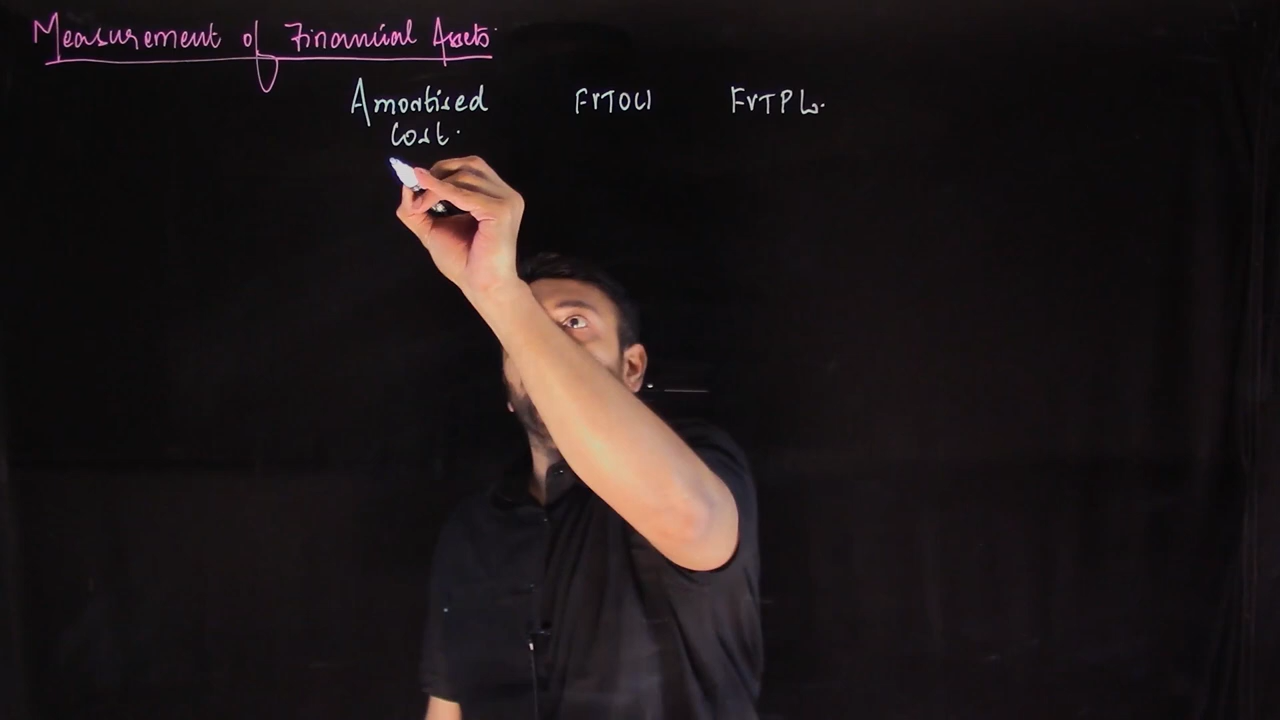 Measurement of Financial Assets.
Amortised FVTOCI FVTPL.
Cost.